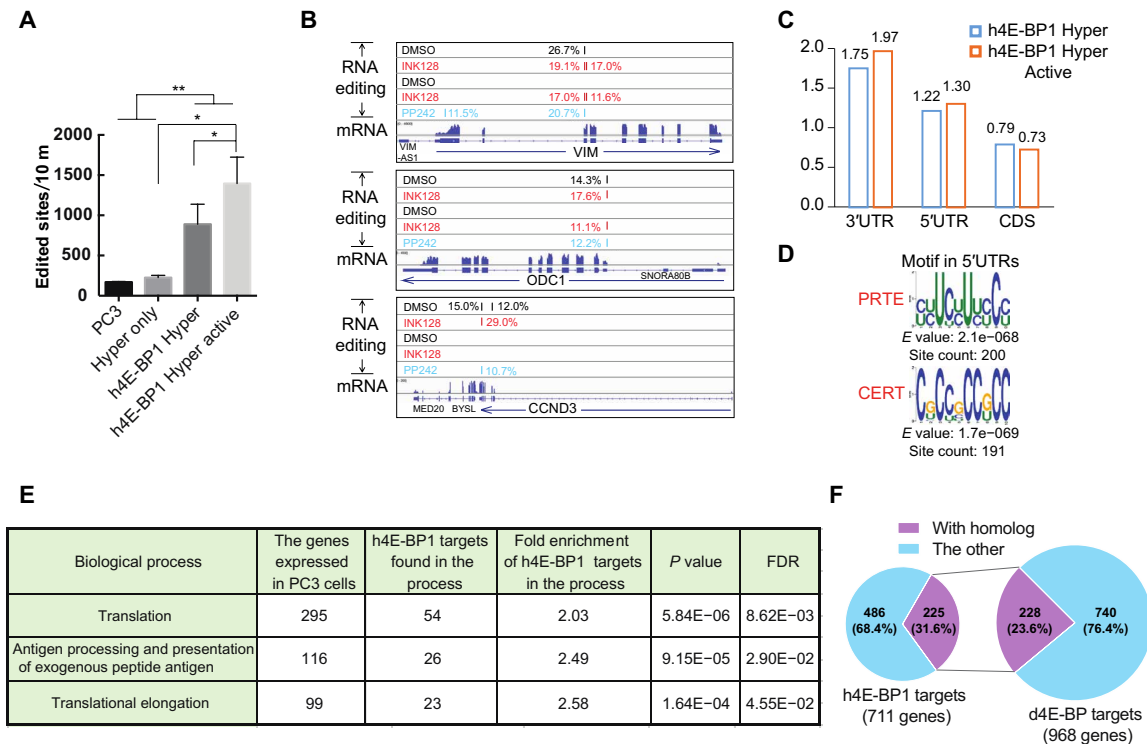 A
**
*
*
Edited sites/10 m
2000
1500
1000
500
0
PC3
Hyper only
h4E-BP1 Hyper
h4E-BP1 Hyper active
B
RNA editing
mRNA
DMSO 26.7%
INK128 19.1% 17.0%
DMSO
INK128 17.0% 11.6%
PP242 11.5% 20.7%
VIM
-AS1
VIM
RNA editing
mRNA
DMSO 14.3%
INK128 17.6%
DMSO
INK128 11.1%
PP242 12.2%
SNORA80B
ODC1
RNA editing
mRNA
DMSO 15.0% 12.0%
INK128 29.0%
DMSO
INK128
PP242 10.7%
MED20 BYSL CCND3
C
h4E-BP1 Hyper
h4E-BP1 Hyper Active
2.0
1.5
1.0
0.5
0.0
1.75 1.97
1.22 1.30
0.79 0.73
3′UTR 5′UTR CDS
D
Motif in 5′UTRs
PRTE
E value: 2.1e−068
Site count: 200
CERT
E value: 1.7e−069
Site count: 191
E
Biological process | The genes expressed in PC3 cells | h4E-BP1 targets found in the process | Fold enrichment of h4E-BP1 targets in the process | P value | FDR
Translation 295 54 2.03 5.84E−06 8.62E−03
Antigen processing and presentation of exogenous peptide antigen 116 26 2.49 9.15E−05 2.90E−02
Translational elongation 99 23 2.58 1.64E−04 4.55E−02
F
With homolog
The other
486 (68.4%)
225 (31.6%)
228 (23.6%)
740 (76.4%)
h4E-BP1 targets
(711 genes)
d4E-BP targets
(968 genes)